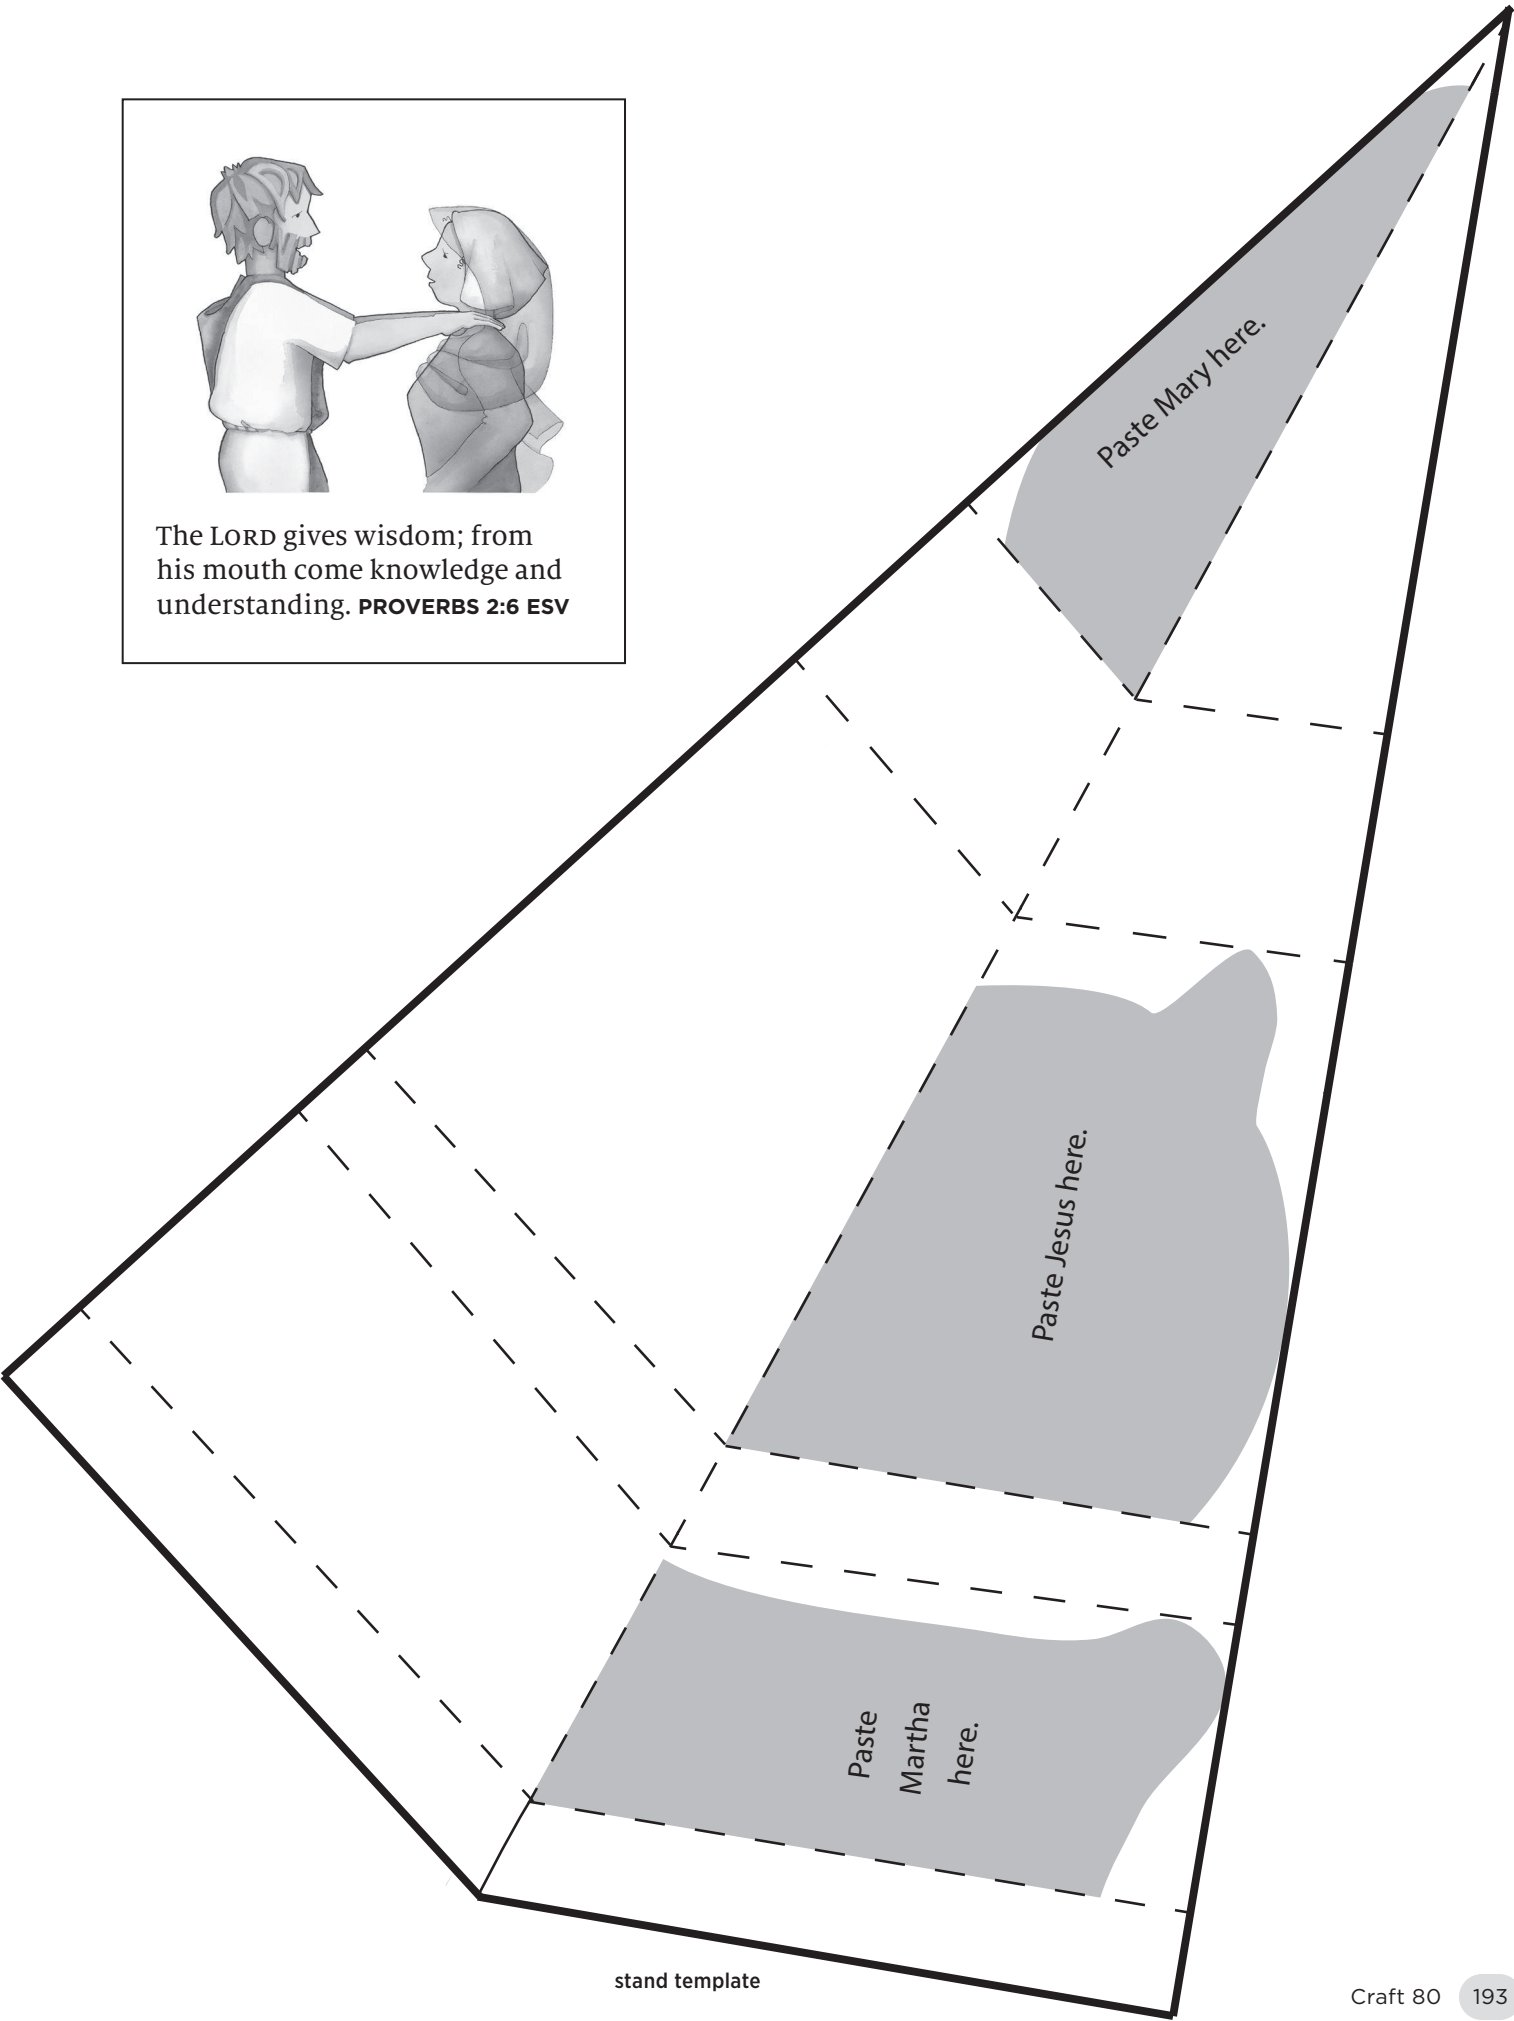 The LORD gives wisdom; from
his mouth come knowledge and
understanding. PROVERBS 2:6 ESV
Paste Mary here.
Paste Jesus here.
Paste
Martha
here.
stand template
Craft 80 193